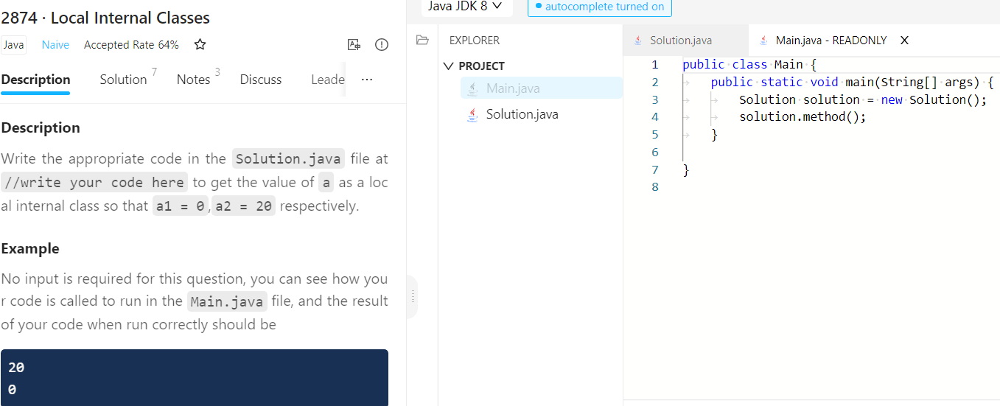 2874 · Local Internal Classes
Java Naive Accepted Rate 64%
Description Solution 7 Notes 3 Discuss Leade ...
Description
Write the appropriate code in the Solution.java file at
//write your code here to get the value of a as a loc
al internal class so that a1 = 0,a2 = 20 respectively.
Example
No input is required for this question, you can see how you
r code is called to run in the Main.java file, and the result
of your code when run correctly should be
20
0
Java JDK 8
autocomplete turned on
EXPLORER
PROJECT
Main.java
Solution.java
Solution.java Main.java - READONLY X
1 public class Main {
2 public static void main(String[] args) {
3 Solution solution = new Solution();
4 solution.method();
5 }
6
7 }
8